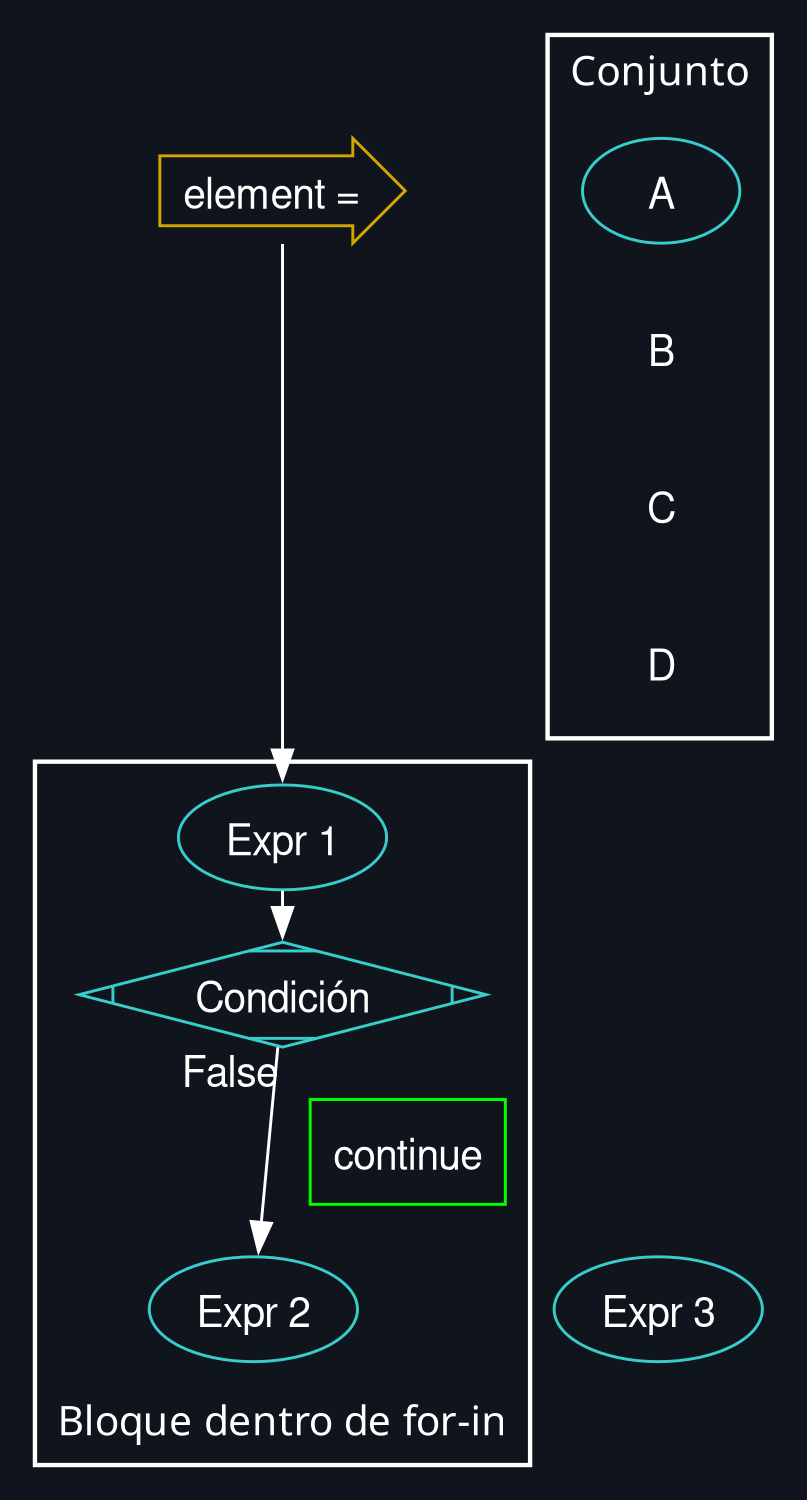 Conjunto
element =
A
B
C
D
Expr 1
Condición
False
continue
Expr 2
Expr 3
Bloque dentro de for-in